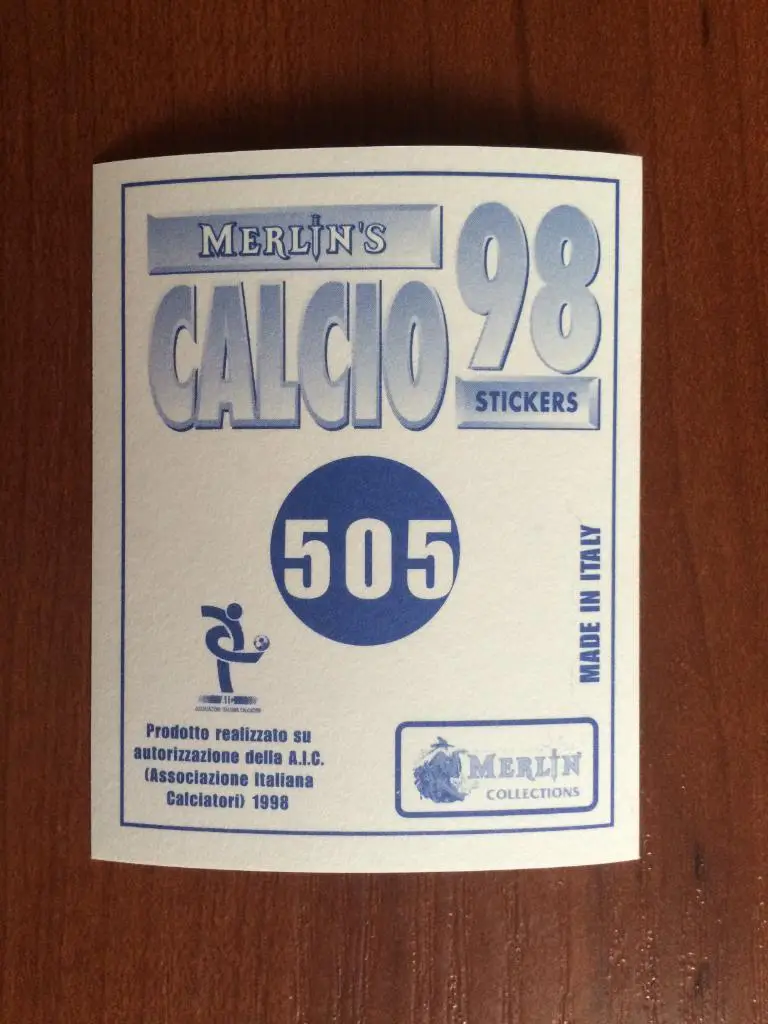 MERLIN'S
CALCIO 98
STICKERS
505
MADE IN ITALY
Prodotto realizzato su
autorizzazione della A.I.C.
(Associazione Italiana
Calciatori) 1998
MERLIN
COLLECTIONS